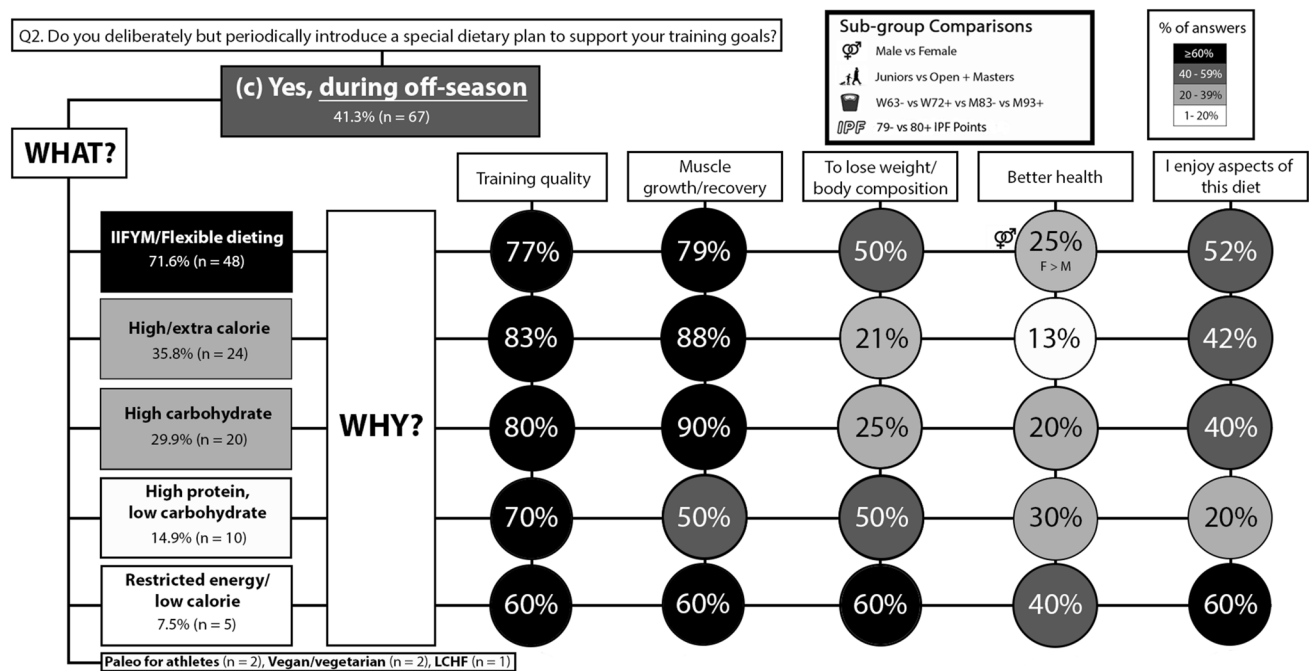 Q2. Do you deliberately but periodically introduce a special dietary plan to support your training goals?
(c) Yes, during off-season
41.3% (n = 67)
Sub-group Comparisons
Male vs Female
Juniors vs Open + Masters
W63- vs W72+ vs M83- vs M93+
IPF 79- vs 80+ IPF Points
% of answers
≥60%
40 - 59%
20 - 39%
1- 20%
WHAT?
WHY?
Training quality
Muscle
growth/recovery
To lose weight/
body composition
Better health
I enjoy aspects of
this diet
IIFYM/Flexible dieting
71.6% (n = 48)
77%
79%
50%
25%
F > M
52%
High/extra calorie
35.8% (n = 24)
83%
88%
21%
13%
42%
High carbohydrate
29.9% (n = 20)
80%
90%
25%
20%
40%
High protein,
low carbohydrate
14.9% (n = 10)
70%
50%
50%
30%
20%
Restricted energy/
low calorie
7.5% (n = 5)
60%
60%
60%
40%
60%
Paleo for athletes (n = 2), Vegan/vegetarian (n = 2), LCHF (n = 1)